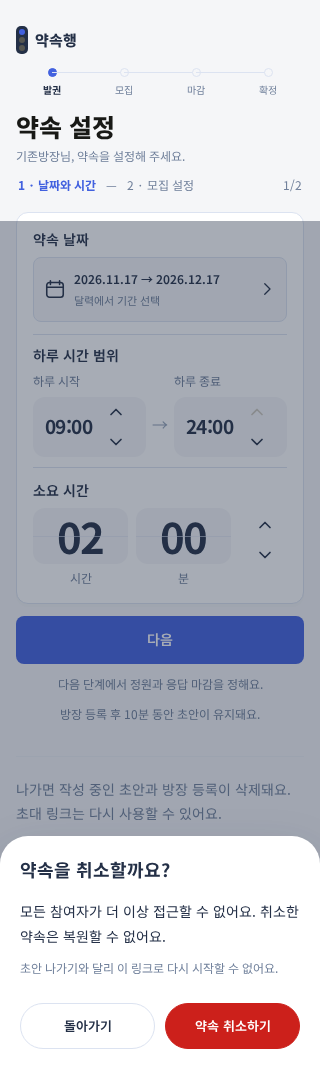 약속행
발권 모집 마감 확정
약속 설정
기존방장님, 약속을 설정해 주세요.
1 · 날짜와 시간 — 2 · 모집 설정 1/2
약속 날짜
2026.11.17 → 2026.12.17
달력에서 기간 선택
하루 시간 범위
하루 시작 하루 종료
09:00 → 24:00
소요 시간
02 00
시간 분
다음
다음 단계에서 정원과 응답 마감을 정해요.
방장 등록 후 10분 동안 초안이 유지돼요.
나가면 작성 중인 초안과 방장 등록이 삭제돼요.
초대 링크는 다시 사용할 수 있어요.
약속을 취소할까요?
모든 참여자가 더 이상 접근할 수 없어요. 취소한
약속은 복원할 수 없어요.
초안 나가기와 달리 이 링크로 다시 시작할 수 없어요.
돌아가기 약속 취소하기